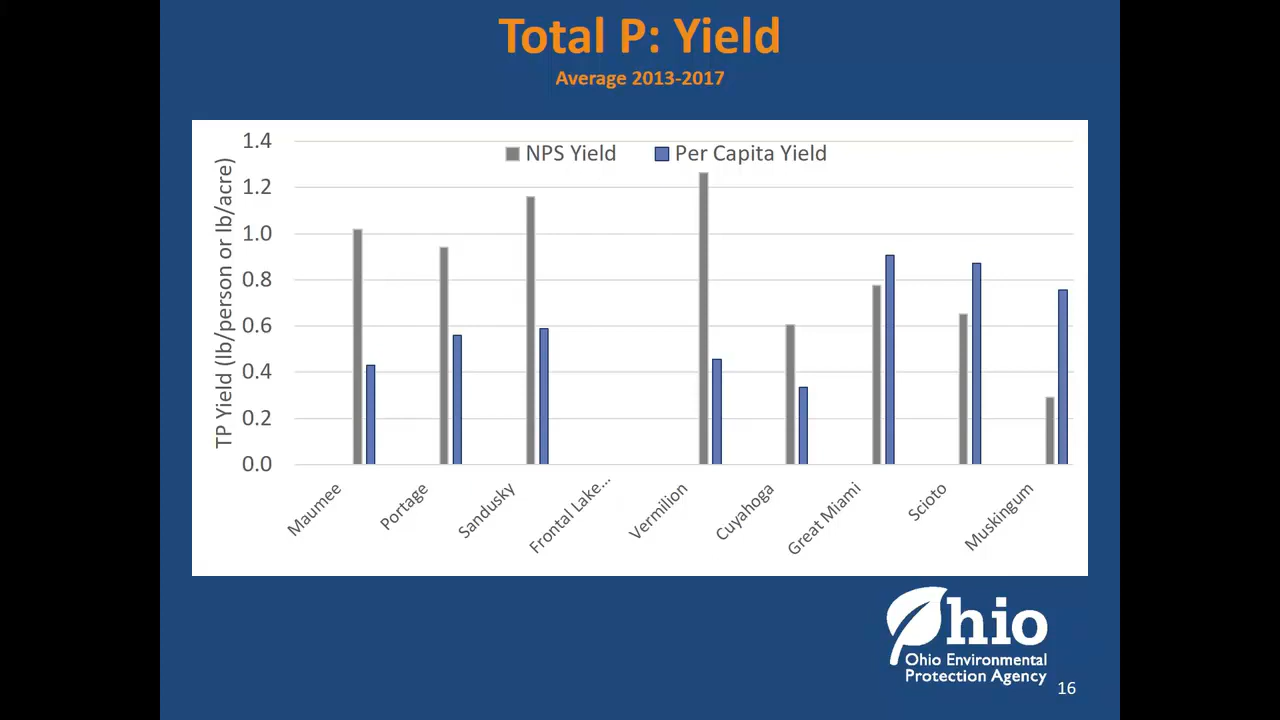 Total P: Yield
Average 2013-2017
NPS Yield
Per Capita Yield
TP Yield (lb/person or lb/acre)
1.4
1.2
1.0
0.8
0.6
0.4
0.2
0.0
Maumee
Portage
Sandusky
Frontal Lake...
Vermilion
Cuyahoga
Great Miami
Scioto
Muskingum
Ohio
Ohio Environmental
Protection Agency
16